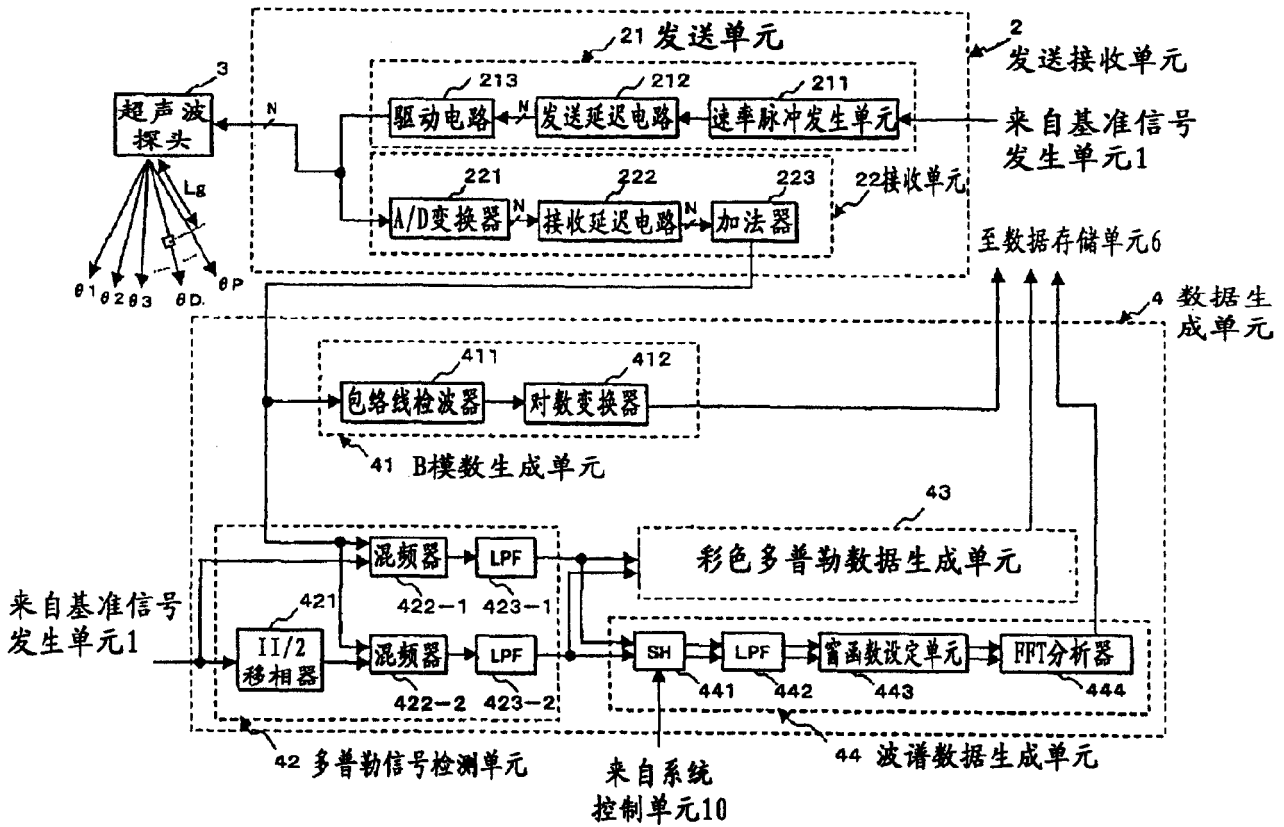 21 发送单元
2
发送接收单元
3
超声波
探头
N
213
驱动电路
N
212
发送延迟电路
211
速率脉冲发生单元
来自基准信号
发生单元1
Lg
θ1
θ2
θ3
θD.
θP
221
A/D变换器
N
222
接收延迟电路
N
223
加法器
22接收单元
至数据存储单元6
4 数据生
成单元
411
包络线检波器
412
对数变换器
41 B模数生成单元
43
彩色多普勒数据生成单元
混频器
422-1
LPF
423-1
来自基准信号
发生单元1
421
II/2
移相器
混频器
422-2
LPF
423-2
42 多普勒信号检测单元
SH
441
LPF
442
窗函数设定单元
443
FFT分析器
444
44 波谱数据生成单元
来自系统
控制单元10